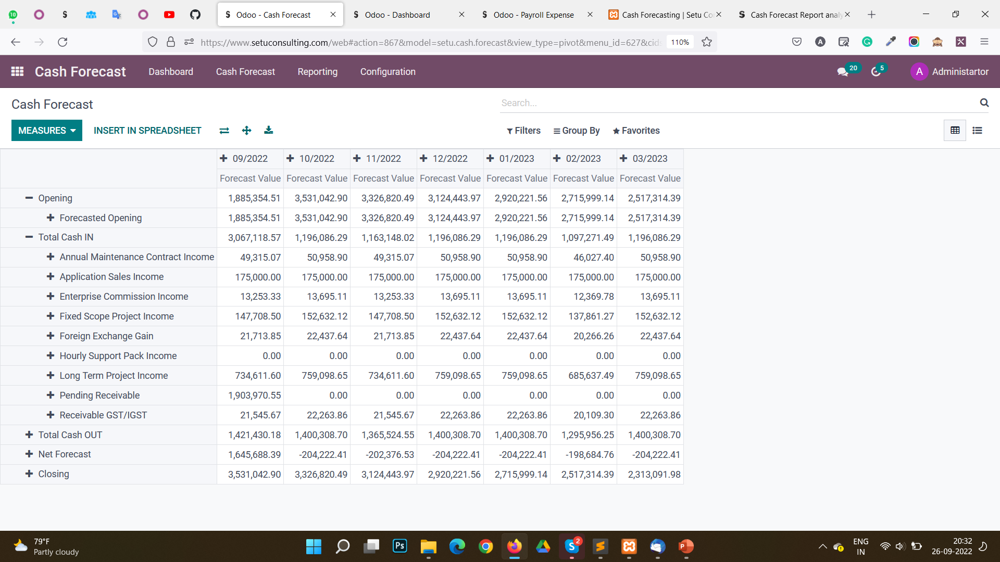 Odoo - Cash Forecast
Odoo - Dashboard
Odoo - Payroll Expense
Cash Forecasting | Setu Co
Cash Forecast Report analy
https://www.setuconsulting.com/web#action=867&model=setu.cash.forecast&view_type=pivot&menu_id=627&cids
110%
Cash Forecast
Dashboard
Cash Forecast
Reporting
Configuration
20
5
A
Administartor
Cash Forecast
Search...
MEASURES
INSERT IN SPREADSHEET
Filters
Group By
Favorites
09/2022 10/2022 11/2022 12/2022 01/2023 02/2023 03/2023
Forecast Value Forecast Value Forecast Value Forecast Value Forecast Value Forecast Value Forecast Value
Opening 1,885,354.51 3,531,042.90 3,326,820.49 3,124,443.97 2,920,221.56 2,715,999.14 2,517,314.39
Forecasted Opening 1,885,354.51 3,531,042.90 3,326,820.49 3,124,443.97 2,920,221.56 2,715,999.14 2,517,314.39
Total Cash IN 3,067,118.57 1,196,086.29 1,163,148.02 1,196,086.29 1,196,086.29 1,097,271.49 1,196,086.29
Annual Maintenance Contract Income 49,315.07 50,958.90 49,315.07 50,958.90 50,958.90 46,027.40 50,958.90
Application Sales Income 175,000.00 175,000.00 175,000.00 175,000.00 175,000.00 175,000.00 175,000.00
Enterprise Commission Income 13,253.33 13,695.11 13,253.33 13,695.11 13,695.11 12,369.78 13,695.11
Fixed Scope Project Income 147,708.50 152,632.12 147,708.50 152,632.12 152,632.12 137,861.27 152,632.12
Foreign Exchange Gain 21,713.85 22,437.64 21,713.85 22,437.64 22,437.64 20,266.26 22,437.64
Hourly Support Pack Income 0.00 0.00 0.00 0.00 0.00 0.00 0.00
Long Term Project Income 734,611.60 759,098.65 734,611.60 759,098.65 759,098.65 685,637.49 759,098.65
Pending Receivable 1,903,970.55 0.00 0.00 0.00 0.00 0.00 0.00
Receivable GST/IGST 21,545.67 22,263.86 21,545.67 22,263.86 22,263.86 20,109.30 22,263.86
Total Cash OUT 1,421,430.18 1,400,308.70 1,365,524.55 1,400,308.70 1,400,308.70 1,295,956.25 1,400,308.70
Net Forecast 1,645,688.39 -204,222.41 -202,376.53 -204,222.41 -204,222.41 -198,684.76 -204,222.41
Closing 3,531,042.90 3,326,820.49 3,124,443.97 2,920,221.56 2,715,999.14 2,517,314.39 2,313,091.98
79°F
Partly cloudy
Ps
2
ENG
IN
20:32
26-09-2022